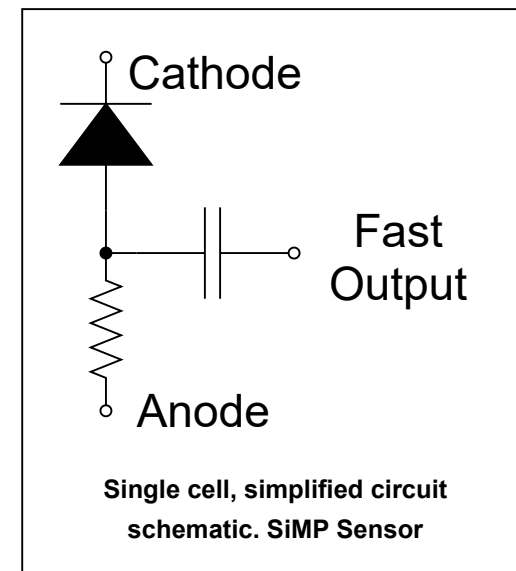 Cathode
Fast
Output
Anode
Single cell, simplified circuit
schematic. SiMP Sensor